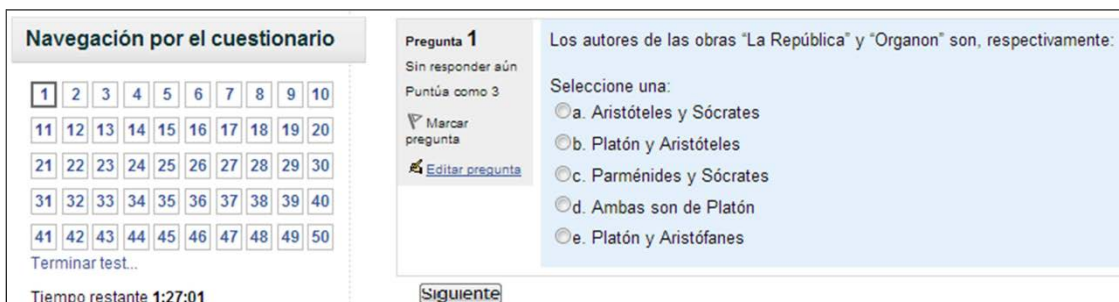 Navegación por el cuestionario
1 2 3 4 5 6 7 8 9 10
11 12 13 14 15 16 17 18 19 20
21 22 23 24 25 26 27 28 29 30
31 32 33 34 35 36 37 38 39 40
41 42 43 44 45 46 47 48 49 50
Terminar test...
Tiempo restante 1:27:01
Pregunta 1
Sin responder aún
Puntúa como 3
Marcar
pregunta
Editar pregunta
Los autores de las obras “La República” y “Organon” son, respectivamente:
Seleccione una:
a. Aristóteles y Sócrates
b. Platón y Aristóteles
c. Parménides y Sócrates
d. Ambas son de Platón
e. Platón y Aristófanes
Siguiente